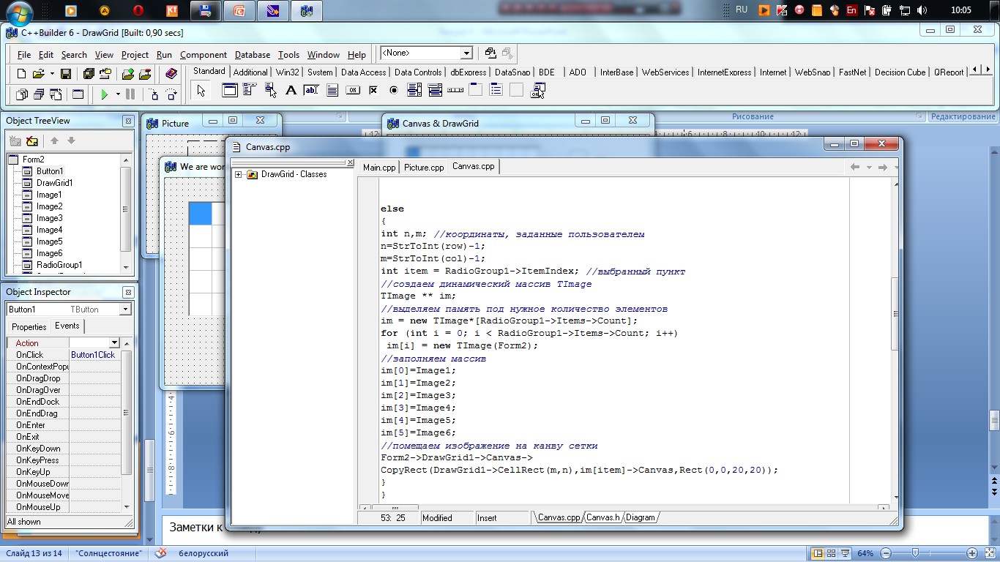 RU
En
10:05
C++Builder 6 - DrawGrid [Built: 0,90 secs]
File Edit Search View Project Run Component Database Tools Window Help
<None>
Standard Additional Win32 System Data Access Data Controls dbExpress DataSnap BDE ADO InterBase WebServices InternetExpress Internet WebSnap FastNet Decision Cube QReport
Рисование
Редактирование
Object TreeView
Form2
Button1
DrawGrid1
Image1
Image2
Image3
Image4
Image5
Image6
RadioGroup1
Picture
Canvas & DrawGrid
We are wor
Canvas.cpp
DrawGrid - Classes
Main.cpp Picture.cpp Canvas.cpp
else
{
int n,m; //координаты, заданные пользователем
n=StrToInt(row)-1;
m=StrToInt(col)-1;
int item = RadioGroup1->ItemIndex; //выбранный пункт
//создаем динамический массив TImage
TImage ** im;
//выделяем память под нужное количество элементов
im = new TImage*[RadioGroup1->Items->Count];
for (int i = 0; i < RadioGroup1->Items->Count; i++)
im[i] = new TImage(Form2);
//заполняем массив
im[0]=Image1;
im[1]=Image2;
im[2]=Image3;
im[3]=Image4;
im[4]=Image5;
im[5]=Image6;
//помещаем изображение на канву сетки
Form2->DrawGrid1->Canvas->
CopyRect(DrawGrid1->CellRect(m,n),im[item]->Canvas,Rect(0,0,20,20));
}
}
53: 25 Modified Insert
Canvas.cpp Canvas.h Diagram
Object Inspector
Button1 TButton
Properties Events
Action
OnClick Button1Click
OnContextPopu
OnDragDrop
OnDragOver
OnEndDock
OnEndDrag
OnEnter
OnExit
OnKeyDown
OnKeyPress
OnKeyUp
OnMouseDown
OnMouseMove
OnMouseUp
All shown
Заметки к
Слайд 13 из 14 "Солнцестояние" белорусский
64%